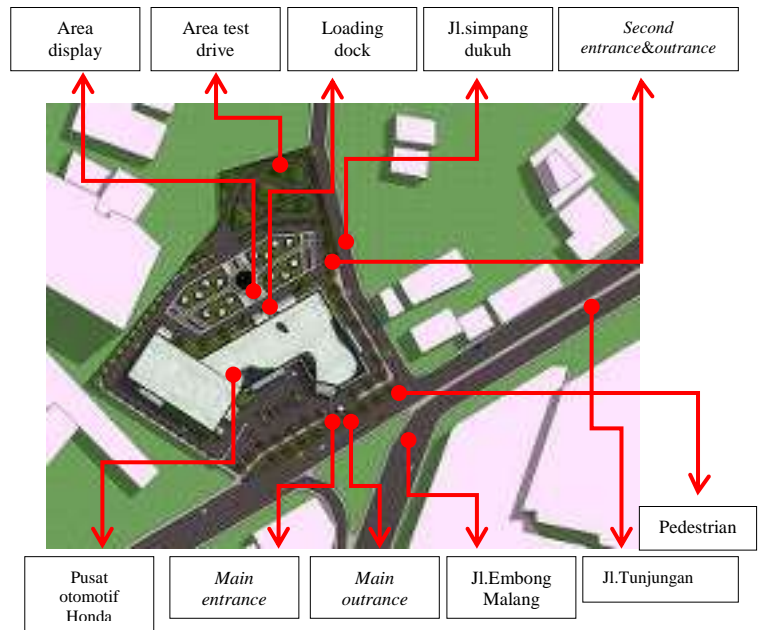 Area
display
Area test
drive
Loading
dock
Jl.simpang
dukuh
Second
entrance&outrance
Pedestrian
Pusat
otomotif
Honda
Main
entrance
Main
outrance
Jl.Embong
Malang
Jl.Tunjungan